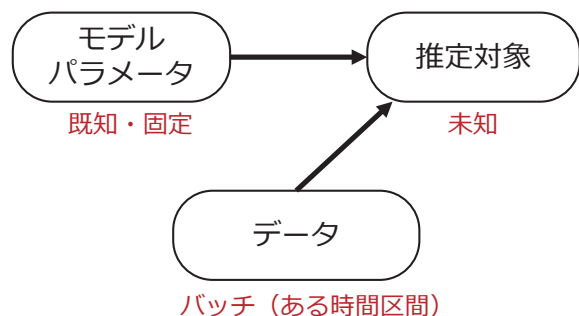 モデル
パラメータ
推定対象
既知・固定
未知
データ
バッチ（ある時間区間）